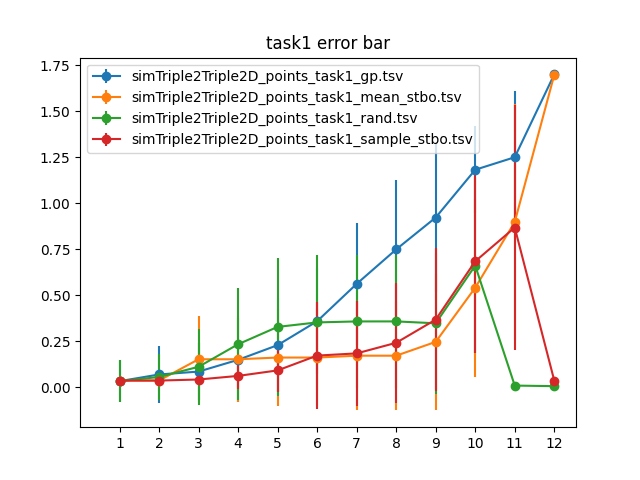 task1 error bar
simTriple2Triple2D_points_task1_gp.tsv
simTriple2Triple2D_points_task1_mean_stbo.tsv
simTriple2Triple2D_points_task1_rand.tsv
simTriple2Triple2D_points_task1_sample_stbo.tsv
1.75
1.50
1.25
1.00
0.75
0.50
0.25
0.00
1 2 3 4 5 6 7 8 9 10 11 12